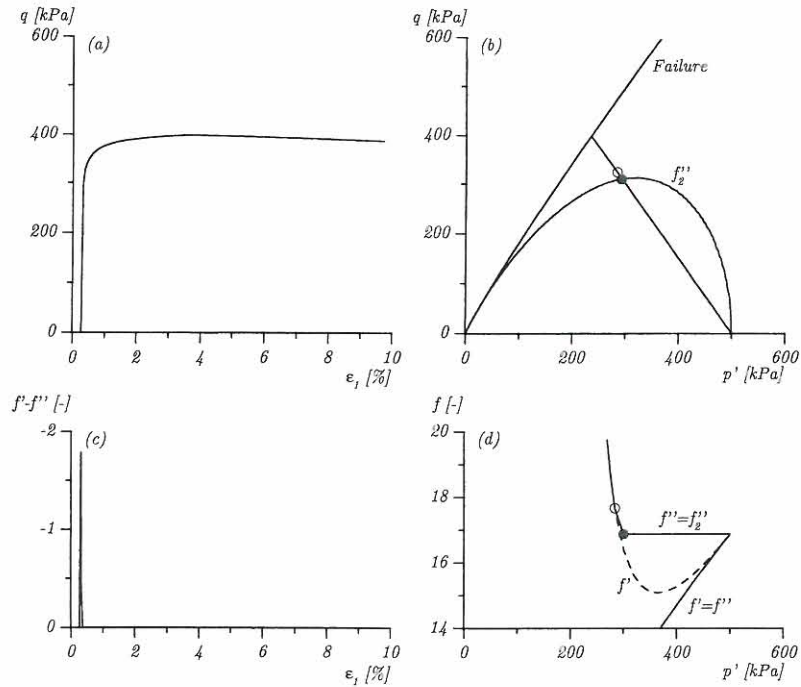 q [kPa]
600
(a)
400
200
0
0 2 4 6 8 10
ε₁ [%]
q [kPa]
600
(b)
Failure
400
f₂''
200
0
0 200 400 600
p' [kPa]
f'-f'' [-]
-2
(c)
-1
0
0 2 4 6 8 10
ε₁ [%]
f [-]
20
(d)
18
f''=f₂''
16
f'
f'=f''
14
0 200 400 600
p' [kPa]